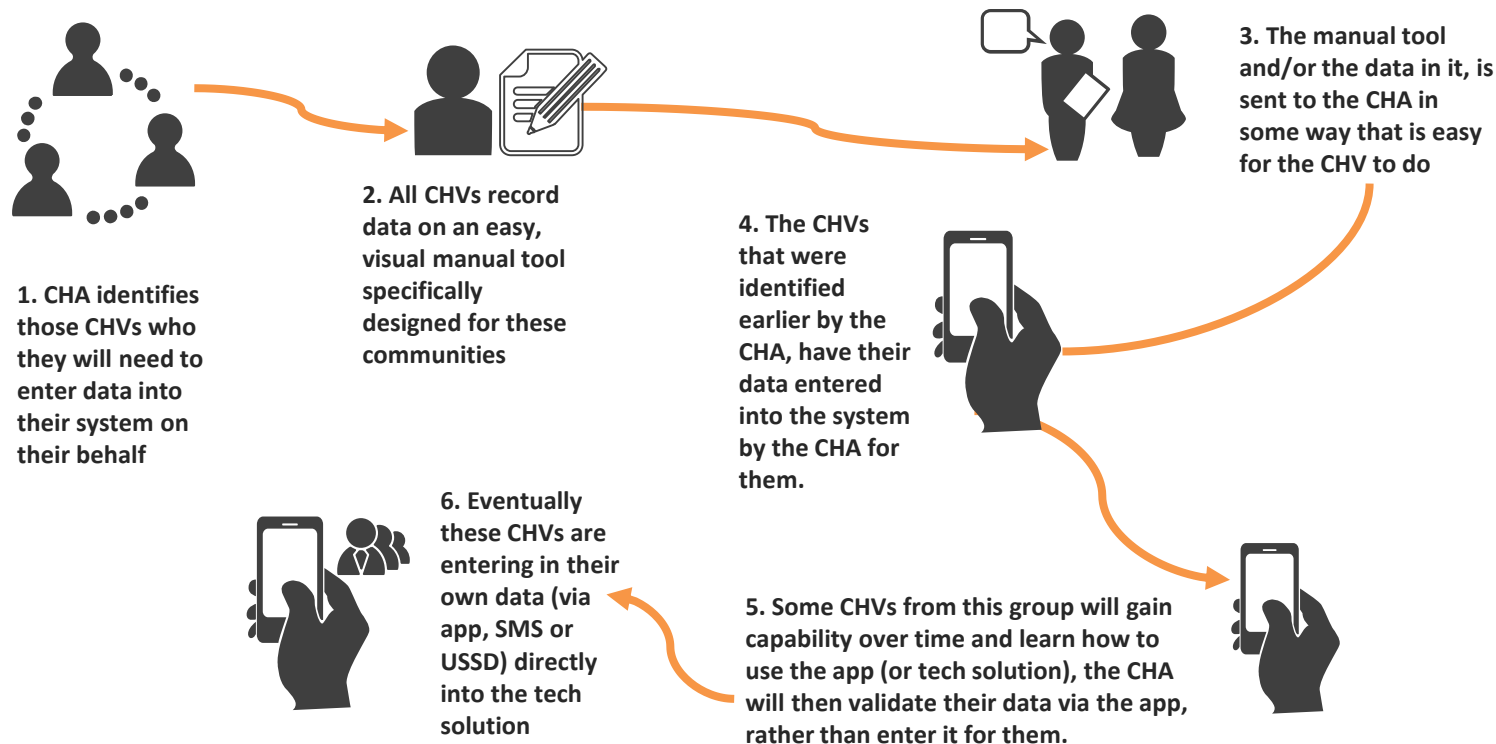 1. CHA identifies
those CHVs who
they will need to
enter data into
their system on
their behalf
2. All CHVs record
data on an easy,
visual manual tool
specifically
designed for these
communities
3. The manual tool
and/or the data in it, is
sent to the CHA in
some way that is easy
for the CHV to do
4. The CHVs
that were
identified
earlier by the
CHA, have their
data entered
into the system
by the CHA for
them.
5. Some CHVs from this group will gain
capability over time and learn how to
use the app (or tech solution), the CHA
will then validate their data via the app,
rather than enter it for them.
6. Eventually
these CHVs are
entering in their
own data (via
app, SMS or
USSD) directly
into the tech
solution